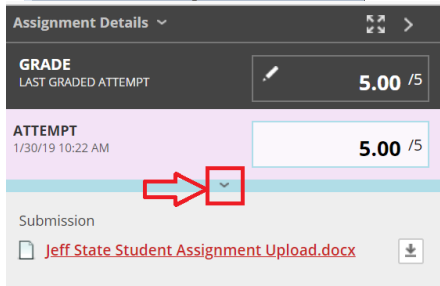 Assignment Details
GRADE
LAST GRADED ATTEMPT
5.00 /5
ATTEMPT
1/30/19 10:22 AM
5.00 /5
Submission
Jeff State Student Assignment Upload.docx